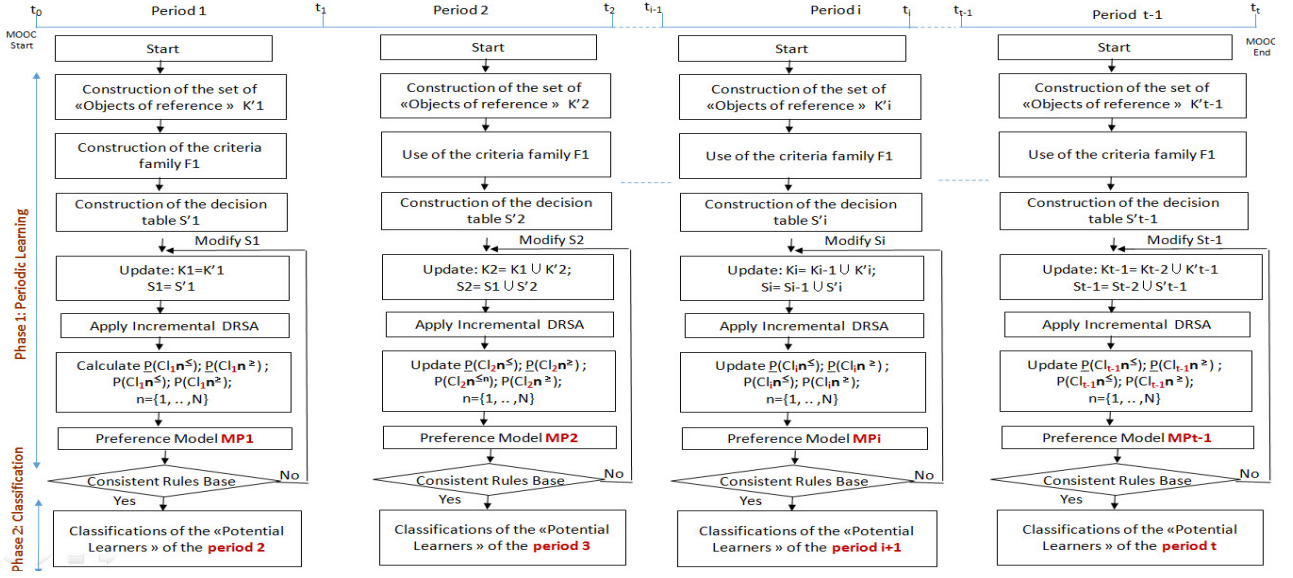 t0 Period 1 t1 Period 2 t2 ti-1 Period i ti tt-1 Period t-1 tt
MOOC
Start
MOOC
End
Phase 1: Periodic Learning
Phase 2: Classification
Start
Construction of the set of
«Objects of reference » K'1
Construction of the criteria
family F1
Construction of the decision
table S'1
Modify S1
Update: K1=K'1
S1= S'1
Apply Incremental DRSA
Calculate P(Cl1n≤); P(Cl1n≥) ;
P(Cl1n≤); P(Cl1n≥);
n={1, . . ,N}
Preference Model MP1
Consistent Rules Base
No
Yes
Classifications of the «Potential
Learners » of the period 2
Start
Construction of the set of
«Objects of reference » K'2
Use of the criteria family F1
Construction of the decision
table S'2
Modify S2
Update: K2= K1 ∪ K'2;
S2= S1 ∪ S'2
Apply Incremental DRSA
Update P(Cl2n≤); P(Cl2n≥);
P(Cl2n≤n); P(Cl2n≥);
n={1, . . ,N}
Preference Model MP2
Consistent Rules Base
No
Yes
Classifications of the «Potential
Learners » of the period 3
Start
Construction of the set of
«Objects of reference » K'i
Use of the criteria family F1
Construction of the decision
table S'i
Modify Si
Update: Ki= Ki-1 ∪ K'i;
Si= Si-1 ∪ S'i
Apply Incremental DRSA
Update P(Clin≤); P(Clin ≥);
P(Clin≤); P(Clin ≥);
n={1, . . ,N}
Preference Model MPi
Consistent Rules Base
No
Yes
Classifications of the «Potential
Learners » of the period i+1
Start
Construction of the set of
«Objects of reference » K't-1
Use of the criteria family F1
Construction of the decision
table S't-1
Modify St-1
Update: Kt-1= Kt-2 ∪ K't-1
St-1= St-2 ∪ S't-1
Apply Incremental DRSA
Update P(Clt-1n≤); P(Clt-1n≥) ;
P(Clt-1n≤); P(Clt-1n≥);
n={1, . . ,N}
Preference Model MPt-1
Consistent Rules Base
No
Yes
Classifications of the «Potential
Learners » of the period t